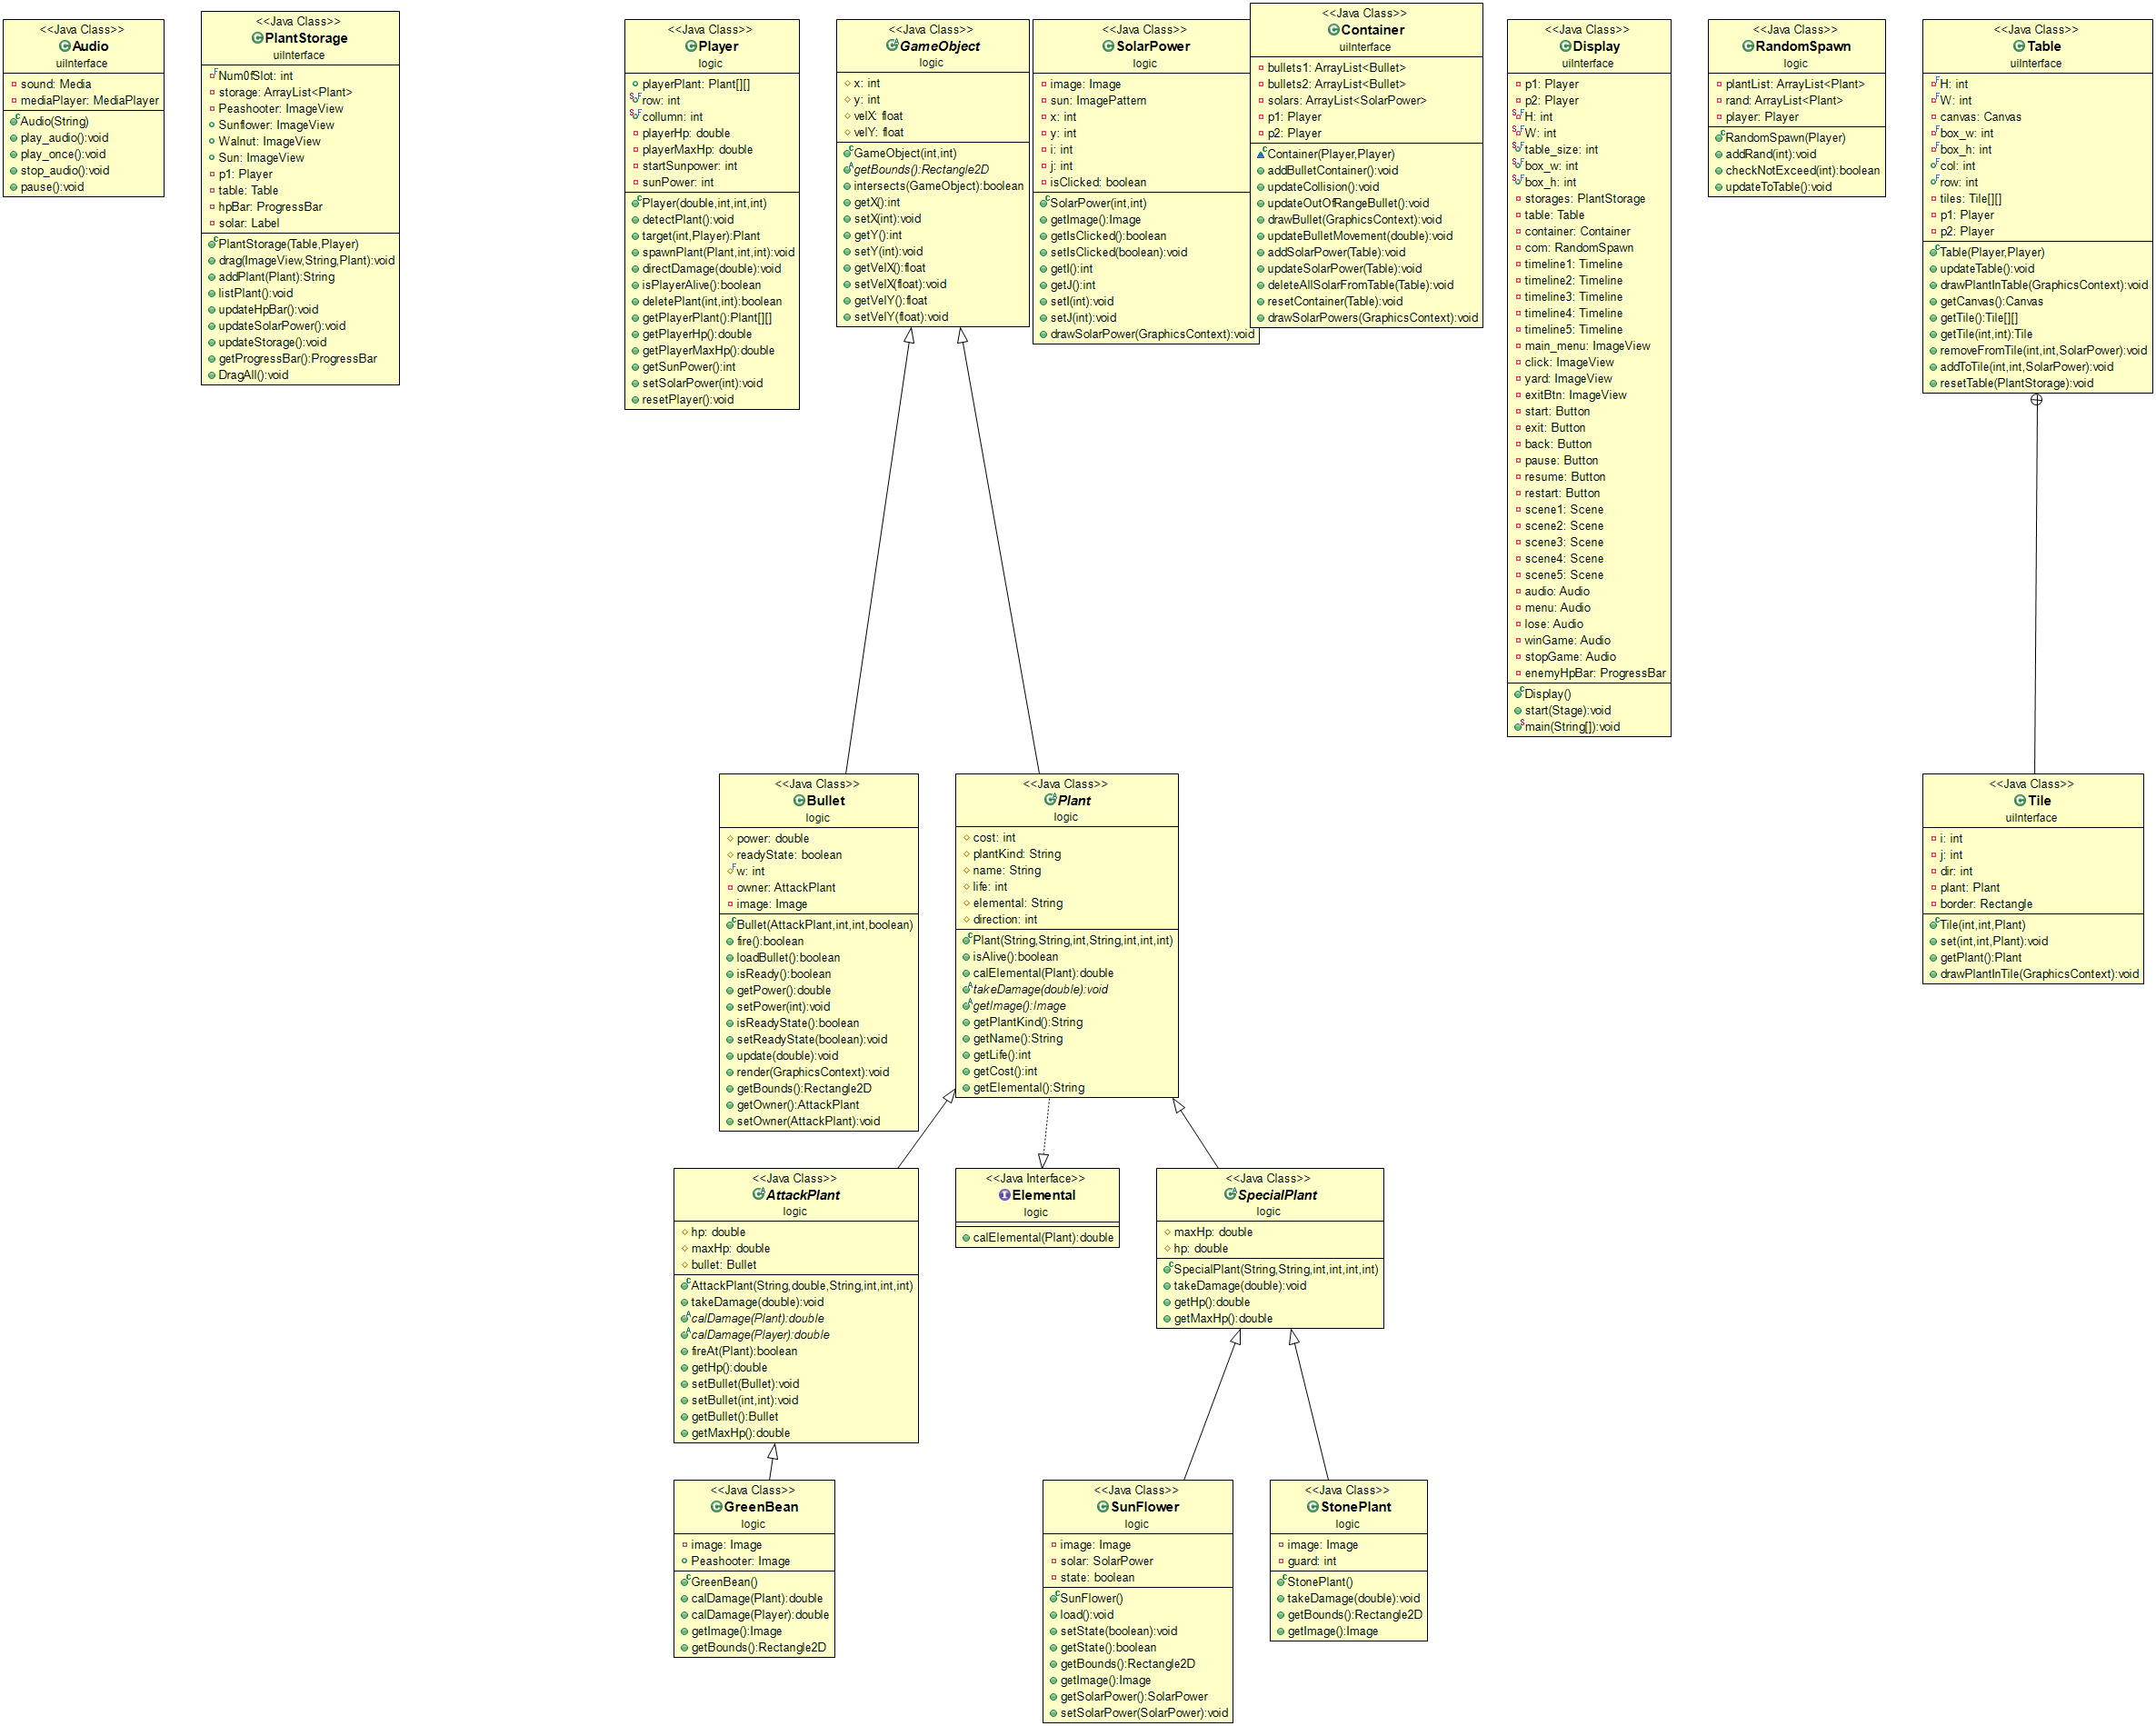 <<Java Class>>
Audio
uiInterface
sound: Media
mediaPlayer: MediaPlayer
Audio(String)
play_audio():void
play_once():void
stop_audio():void
pause():void
<<Java Class>>
PlantStorage
uiInterface
NumOfSlot: int
storage: ArrayList<Plant>
Peashooter: ImageView
Sunflower: ImageView
Walnut: ImageView
Sun: ImageView
p1: Player
table: Table
hpBar: ProgressBar
solar: Label
PlantStorage(Table,Player)
drag(ImageView,String,Plant):void
addPlant(Plant):String
listPlant():void
updateHpBar():void
updateSolarPower():void
updateStorage():void
getProgressBar():ProgressBar
DragAll():void
<<Java Class>>
Player
logic
playerPlant: Plant[][]
row: int
collumn: int
playerHp: double
playerMaxHp: double
startSunpower: int
sunPower: int
Player(double,int,int,int)
detectPlant():void
target(int,Player):Plant
spawnPlant(Plant,int,int):void
directDamage(double):void
isPlayerAlive():boolean
deletePlant(int,int):boolean
getPlayerPlant():Plant[][]
getPlayerHp():double
getPlayerMaxHp():double
getSunPower():int
setSolarPower(int):void
resetPlayer():void
<<Java Class>>
GameObject
logic
x: int
y: int
velX: float
velY: float
GameObject(int,int)
getBounds():Rectangle2D
intersects(GameObject):boolean
getX():int
setX(int):void
getY():int
setY(int):void
getVelX():float
setVelX(float):void
getVelY():float
setVelY(float):void
<<Java Class>>
SolarPower
logic
image: Image
sun: ImagePattern
x: int
y: int
i: int
j: int
isClicked: boolean
SolarPower(int,int)
getImage():Image
getIsClicked():boolean
setIsClicked(boolean):void
getI():int
getJ():int
setI(int):void
setJ(int):void
drawSolarPower(GraphicsContext):void
<<Java Class>>
Container
uiInterface
bullets1: ArrayList<Bullet>
bullets2: ArrayList<Bullet>
solars: ArrayList<SolarPower>
p1: Player
p2: Player
Container(Player,Player)
addBulletContainer():void
updateCollision():void
updateOutOfRangeBullet():void
drawBullet(GraphicsContext):void
updateBulletMovement(double):void
addSolarPower(Table):void
updateSolarPower(Table):void
deleteAllSolarFromTable(Table):void
resetContainer(Table):void
drawSolarPowers(GraphicsContext):void
<<Java Class>>
Display
uiInterface
p1: Player
p2: Player
H: int
W: int
table_size: int
box_w: int
box_h: int
storages: PlantStorage
table: Table
container: Container
com: RandomSpawn
timeline1: Timeline
timeline2: Timeline
timeline3: Timeline
timeline4: Timeline
timeline5: Timeline
main_menu: ImageView
click: ImageView
yard: ImageView
exitBtn: ImageView
start: Button
exit: Button
back: Button
pause: Button
resume: Button
restart: Button
scene1: Scene
scene2: Scene
scene3: Scene
scene4: Scene
scene5: Scene
audio: Audio
menu: Audio
lose: Audio
winGame: Audio
stopGame: Audio
enemyHpBar: ProgressBar
Display()
start(Stage):void
main(String[]):void
<<Java Class>>
RandomSpawn
logic
plantList: ArrayList<Plant>
rand: ArrayList<Plant>
player: Player
RandomSpawn(Player)
addRand(int):void
checkNotExceed(int):boolean
updateToTable():void
<<Java Class>>
Table
uiInterface
H: int
W: int
canvas: Canvas
box_w: int
box_h: int
col: int
row: int
tiles: Tile[][]
p1: Player
p2: Player
Table(Player,Player)
updateTable():void
drawPlantInTable(GraphicsContext):void
getCanvas():Canvas
getTile():Tile[][]
getTile(int,int):Tile
removeFromTile(int,int,SolarPower):void
addToTile(int,int,SolarPower):void
resetTable(PlantStorage):void
<<Java Class>>
Bullet
logic
power: double
readyState: boolean
w: int
owner: AttackPlant
image: Image
Bullet(AttackPlant,int,int,boolean)
fire():boolean
loadBullet():boolean
isReady():boolean
getPower():double
setPower(int):void
isReadyState():boolean
setReadyState(boolean):void
update(double):void
render(GraphicsContext):void
getBounds():Rectangle2D
getOwner():AttackPlant
setOwner(AttackPlant):void
<<Java Class>>
Plant
logic
cost: int
plantKind: String
name: String
life: int
elemental: String
direction: int
Plant(String,String,int,String,int,int,int)
isAlive():boolean
calElemental(Plant):double
takeDamage(double):void
getImage():Image
getPlantKind():String
getName():String
getLife():int
getCost():int
getElemental():String
<<Java Class>>
Tile
uiInterface
i: int
j: int
dir: int
plant: Plant
border: Rectangle
Tile(int,int,Plant)
set(int,int,Plant):void
getPlant():Plant
drawPlantInTile(GraphicsContext):void
<<Java Class>>
AttackPlant
logic
hp: double
maxHp: double
bullet: Bullet
AttackPlant(String,double,String,int,int,int)
takeDamage(double):void
calDamage(Plant):double
calDamage(Player):double
fireAt(Plant):boolean
getHp():double
setBullet(Bullet):void
setBullet(int,int):void
getBullet():Bullet
getMaxHp():double
<<Java Interface>>
Elemental
logic
calElemental(Plant):double
<<Java Class>>
SpecialPlant
logic
maxHp: double
hp: double
SpecialPlant(String,String,int,int,int,int)
takeDamage(double):void
getHp():double
getMaxHp():double
<<Java Class>>
GreenBean
logic
image: Image
Peashooter: Image
GreenBean()
calDamage(Plant):double
calDamage(Player):double
getImage():Image
getBounds():Rectangle2D
<<Java Class>>
SunFlower
logic
image: Image
solar: SolarPower
state: boolean
SunFlower()
load():void
setState(boolean):void
getState():boolean
getBounds():Rectangle2D
getImage():Image
getSolarPower():SolarPower
setSolarPower(SolarPower):void
<<Java Class>>
StonePlant
logic
image: Image
guard: int
StonePlant()
takeDamage(double):void
getBounds():Rectangle2D
getImage():Image